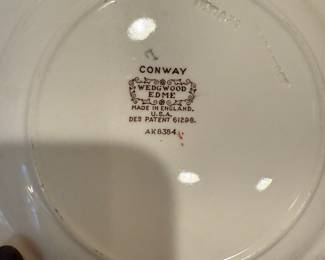 CONWAY
WEDGWOOD
EDME
MADE IN ENGLAND.
U.S.A.
DES PATENT 61298.
AK8384